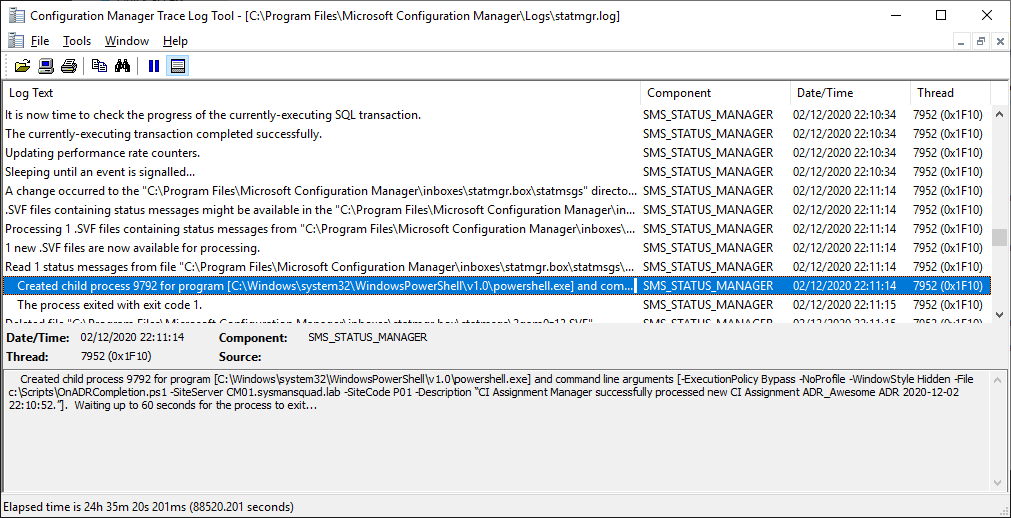 Configuration Manager Trace Log Tool - [C:\Program Files\Microsoft Configuration Manager\Logs\statmgr.log]
File Tools Window Help
Log Text Component Date/Time Thread
It is now time to check the progress of the currently-executing SQL transaction. SMS_STATUS_MANAGER 02/12/2020 22:10:34 7952 (0x1F10)
The currently-executing transaction completed successfully. SMS_STATUS_MANAGER 02/12/2020 22:10:34 7952 (0x1F10)
Updating performance rate counters. SMS_STATUS_MANAGER 02/12/2020 22:10:34 7952 (0x1F10)
Sleeping until an event is signalled... SMS_STATUS_MANAGER 02/12/2020 22:10:34 7952 (0x1F10)
A change occurred to the "C:\Program Files\Microsoft Configuration Manager\inboxes\statmgr.box\statmsgs" directo... SMS_STATUS_MANAGER 02/12/2020 22:11:14 7952 (0x1F10)
.SVF files containing status messages might be available in the "C:\Program Files\Microsoft Configuration Manager\in... SMS_STATUS_MANAGER 02/12/2020 22:11:14 7952 (0x1F10)
Processing 1 .SVF files containing status messages from "C:\Program Files\Microsoft Configuration Manager\inboxes\... SMS_STATUS_MANAGER 02/12/2020 22:11:14 7952 (0x1F10)
1 new .SVF files are now available for processing. SMS_STATUS_MANAGER 02/12/2020 22:11:14 7952 (0x1F10)
Read 1 status messages from file "C:\Program Files\Microsoft Configuration Manager\inboxes\statmgr.box\statmsgs\... SMS_STATUS_MANAGER 02/12/2020 22:11:14 7952 (0x1F10)
Created child process 9792 for program [C:\Windows\system32\WindowsPowerShell\v1.0\powershell.exe] and com... SMS_STATUS_MANAGER 02/12/2020 22:11:14 7952 (0x1F10)
The process exited with exit code 1. SMS_STATUS_MANAGER 02/12/2020 22:11:15 7952 (0x1F10)
Deleted file "C:\Program Files\Microsoft Configuration Manager\inboxes\statmgr.box\statmsgs\ SMS_STATUS_MANAGER 02/12/2020 22:11:15 7952 (0x1F10)
Date/Time: 02/12/2020 22:11:14 Component: SMS_STATUS_MANAGER
Thread: 7952 (0x1F10) Source:
Created child process 9792 for program [C:\Windows\system32\WindowsPowerShell\v1.0\powershell.exe] and command line arguments [-ExecutionPolicy Bypass -NoProfile -WindowStyle Hidden -File
c:\Scripts\OnADRCompletion.ps1 -SiteServer CM01.sysmansquad.lab -SiteCode P01 -Description "CI Assignment Manager successfully processed new CI Assignment ADR_Awesome ADR 2020-12-02
22:10:52."]. Waiting up to 60 seconds for the process to exit...
Elapsed time is 24h 35m 20s 201ms (88520.201 seconds)